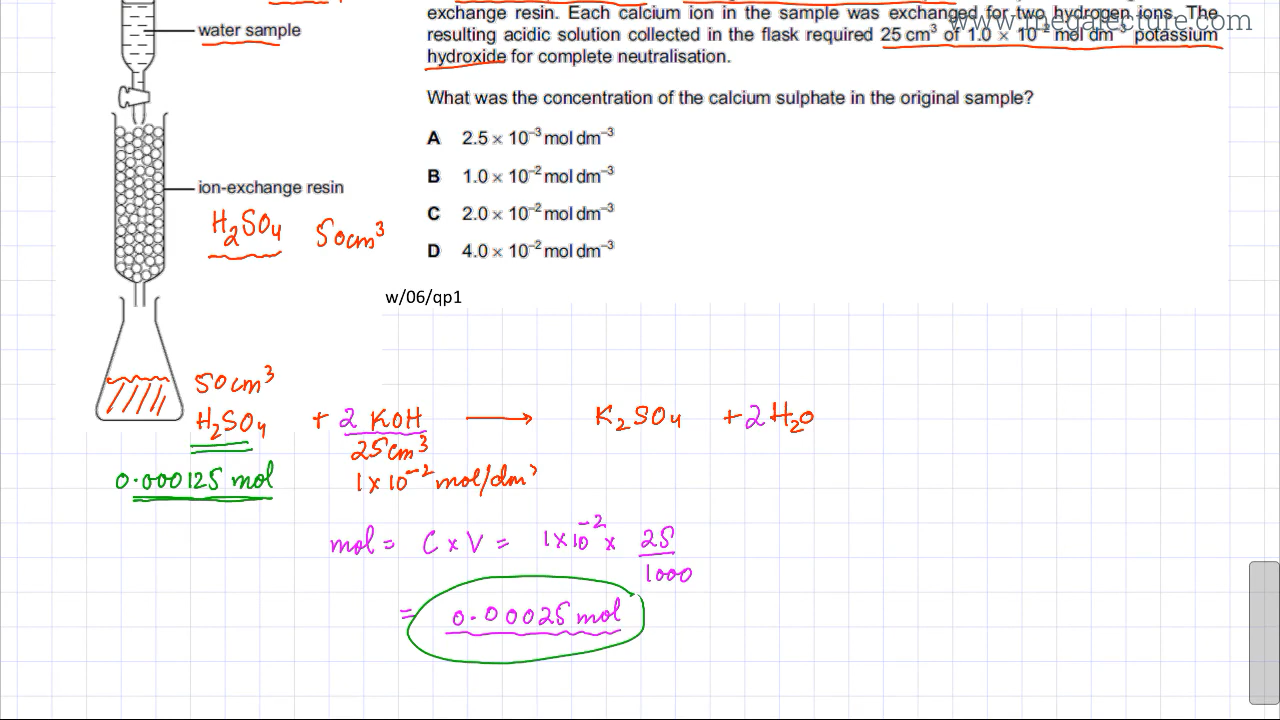 exchange resin. Each calcium ion in the sample was exchanged for two hydrogen ions. The
resulting acidic solution collected in the flask required 25 cm³ of 1.0 × 10⁻² mol dm⁻³ potassium
hydroxide for complete neutralisation.
water sample
What was the concentration of the calcium sulphate in the original sample?
A 2.5 × 10⁻³ mol dm⁻³
B 1.0 × 10⁻² mol dm⁻³
C 2.0 × 10⁻² mol dm⁻³
D 4.0 × 10⁻² mol dm⁻³
ion-exchange resin
H₂SO₄ 50cm³
w/06/qp1
50cm³
H₂SO₄ + 2 KOH → K₂SO₄ + 2 H₂O
25cm³
0.000125 mol
1×10⁻² mol/dm³
mol = C × V = 1×10⁻² × 25/1000
= 0.00025 mol